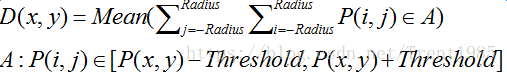 D(x, y) = Mean(∑_{j=-Radius}^{Radius} ∑_{i=-Radius}^{Radius} P(i, j) ∈ A)
A : P(i, j) ∈ [P(x, y) − Threshold, P(x, y) + Threshold]